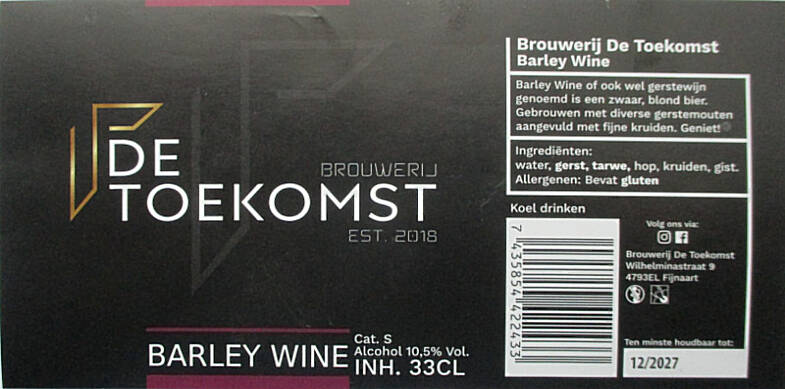 DE
BROUWERIJ
TOEKOMST
EST. 2018
BARLEY WINE
Cat. S
Alcohol 10,5% Vol.
INH. 33CL
Brouwerij De Toekomst
Barley Wine
Barley Wine of ook wel gerstewijn
genoemd is een zwaar, blond bier.
Gebrouwen met diverse gerstemouten
aangevuld met fijne kruiden. Geniet!
Ingrediënten:
water, gerst, tarwe, hop, kruiden, gist.
Allergenen: Bevat gluten
Koel drinken
7 435854 422433
Volg ons via:
Brouwerij De Toekomst
Wilhelminastraat 9
4793EL Fijnaart
Ten minste houdbaar tot:
12/2027